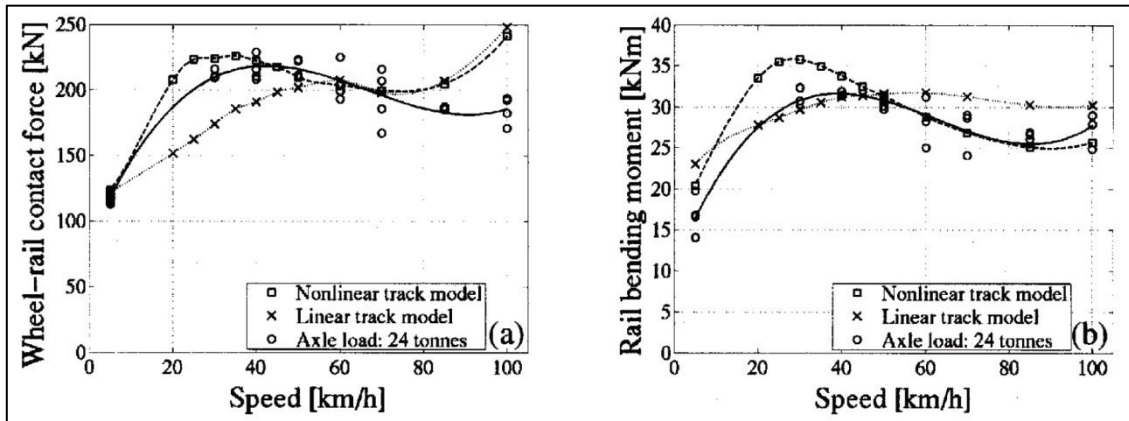 Wheel-rail contact force [kN]
250
200
150
100
50
0
Nonlinear track model
Linear track model
Axle load: 24 tonnes
(a)
0 20 40 60 80 100
Speed [km/h]
Rail bending moment [kNm]
40
35
30
25
20
15
10
5
0
Nonlinear track model
Linear track model
Axle load: 24 tonnes
(b)
0 20 40 60 80 100
Speed [km/h]